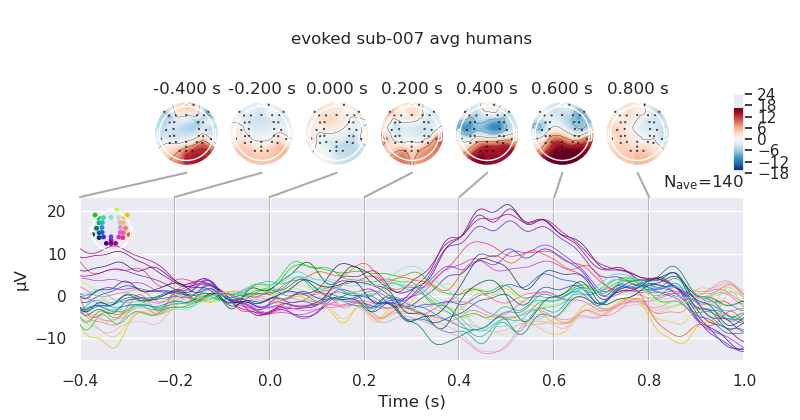 evoked sub-007 avg humans
-0.400 s -0.200 s 0.000 s 0.200 s 0.400 s 0.600 s 0.800 s
24
18
12
6
0
−6
−12
−18
Nave=140
20
10
0
−10
µV
−0.4 −0.2 0.0 0.2 0.4 0.6 0.8 1.0
Time (s)